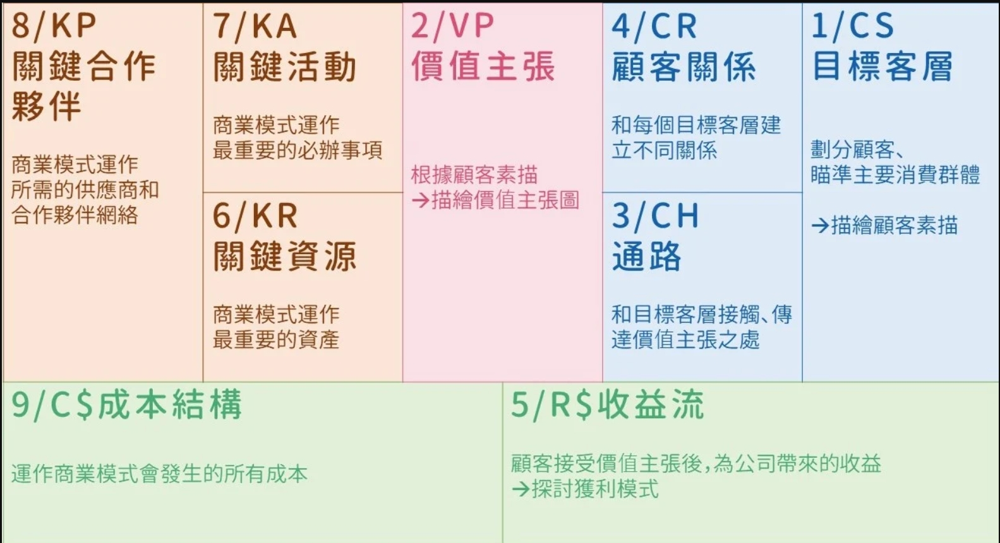 8/KP
關鍵合作
夥伴
商業模式運作
所需的供應商和
合作夥伴網絡
7/KA
關鍵活動
商業模式運作
最重要的必辦事項
6/KR
關鍵資源
商業模式運作
最重要的資產
2/VP
價值主張
根據顧客素描
→描繪價值主張圖
4/CR
顧客關係
和每個目標客層建
立不同關係
3/CH
通路
和目標客層接觸、傳
達價值主張之處
1/CS
目標客層
劃分顧客、
瞄準主要消費群體
→描繪顧客素描
9/C$成本結構
運作商業模式會發生的所有成本
5/R$收益流
顧客接受價值主張後,為公司帶來的收益
→探討獲利模式